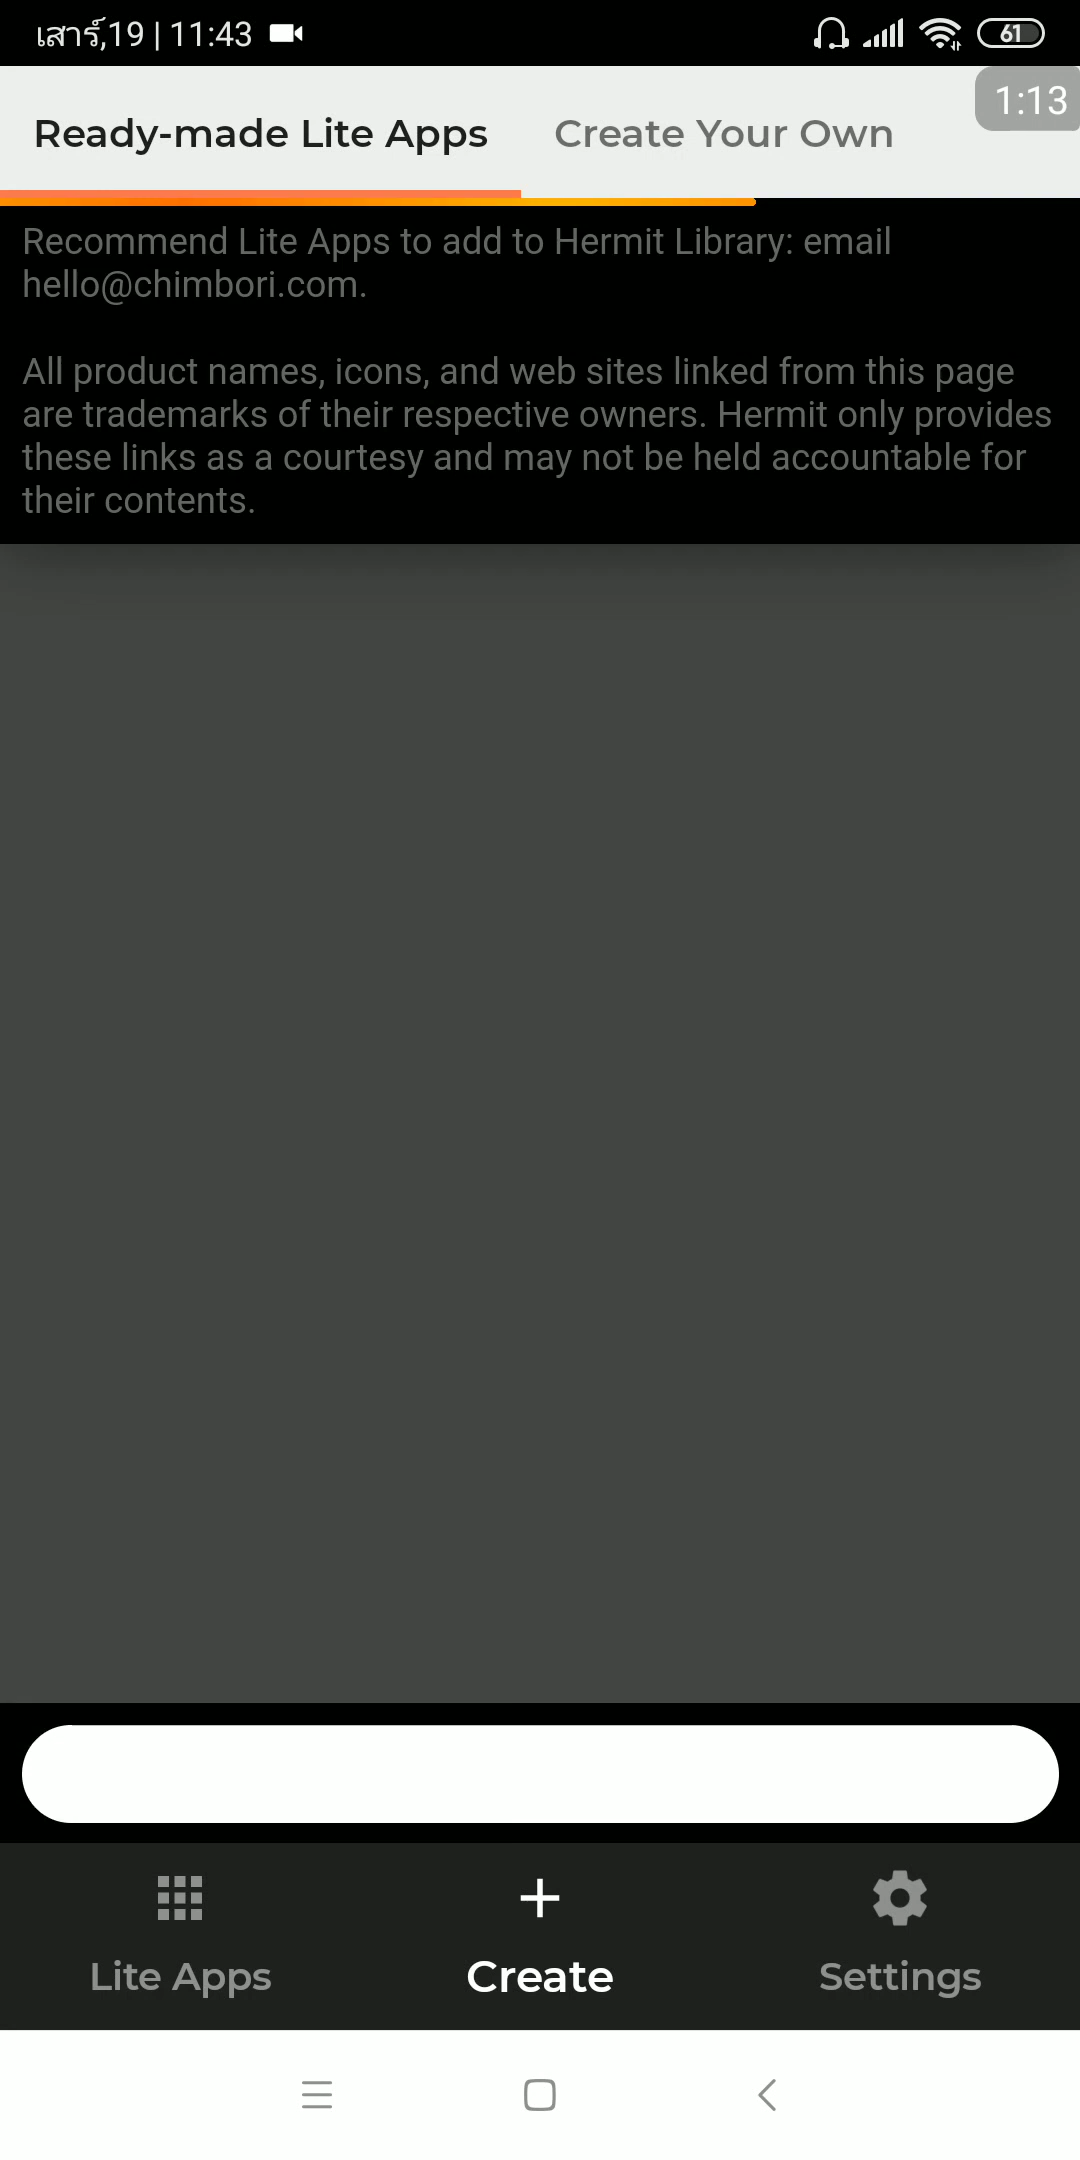 เสาร์,19 | 11:43
61
1:13
Ready-made Lite Apps
Create Your Own
Recommend Lite Apps to add to Hermit Library: email
hello@chimbori.com.
All product names, icons, and web sites linked from this page
are trademarks of their respective owners. Hermit only provides
these links as a courtesy and may not be held accountable for
their contents.
Lite Apps
Create
Settings